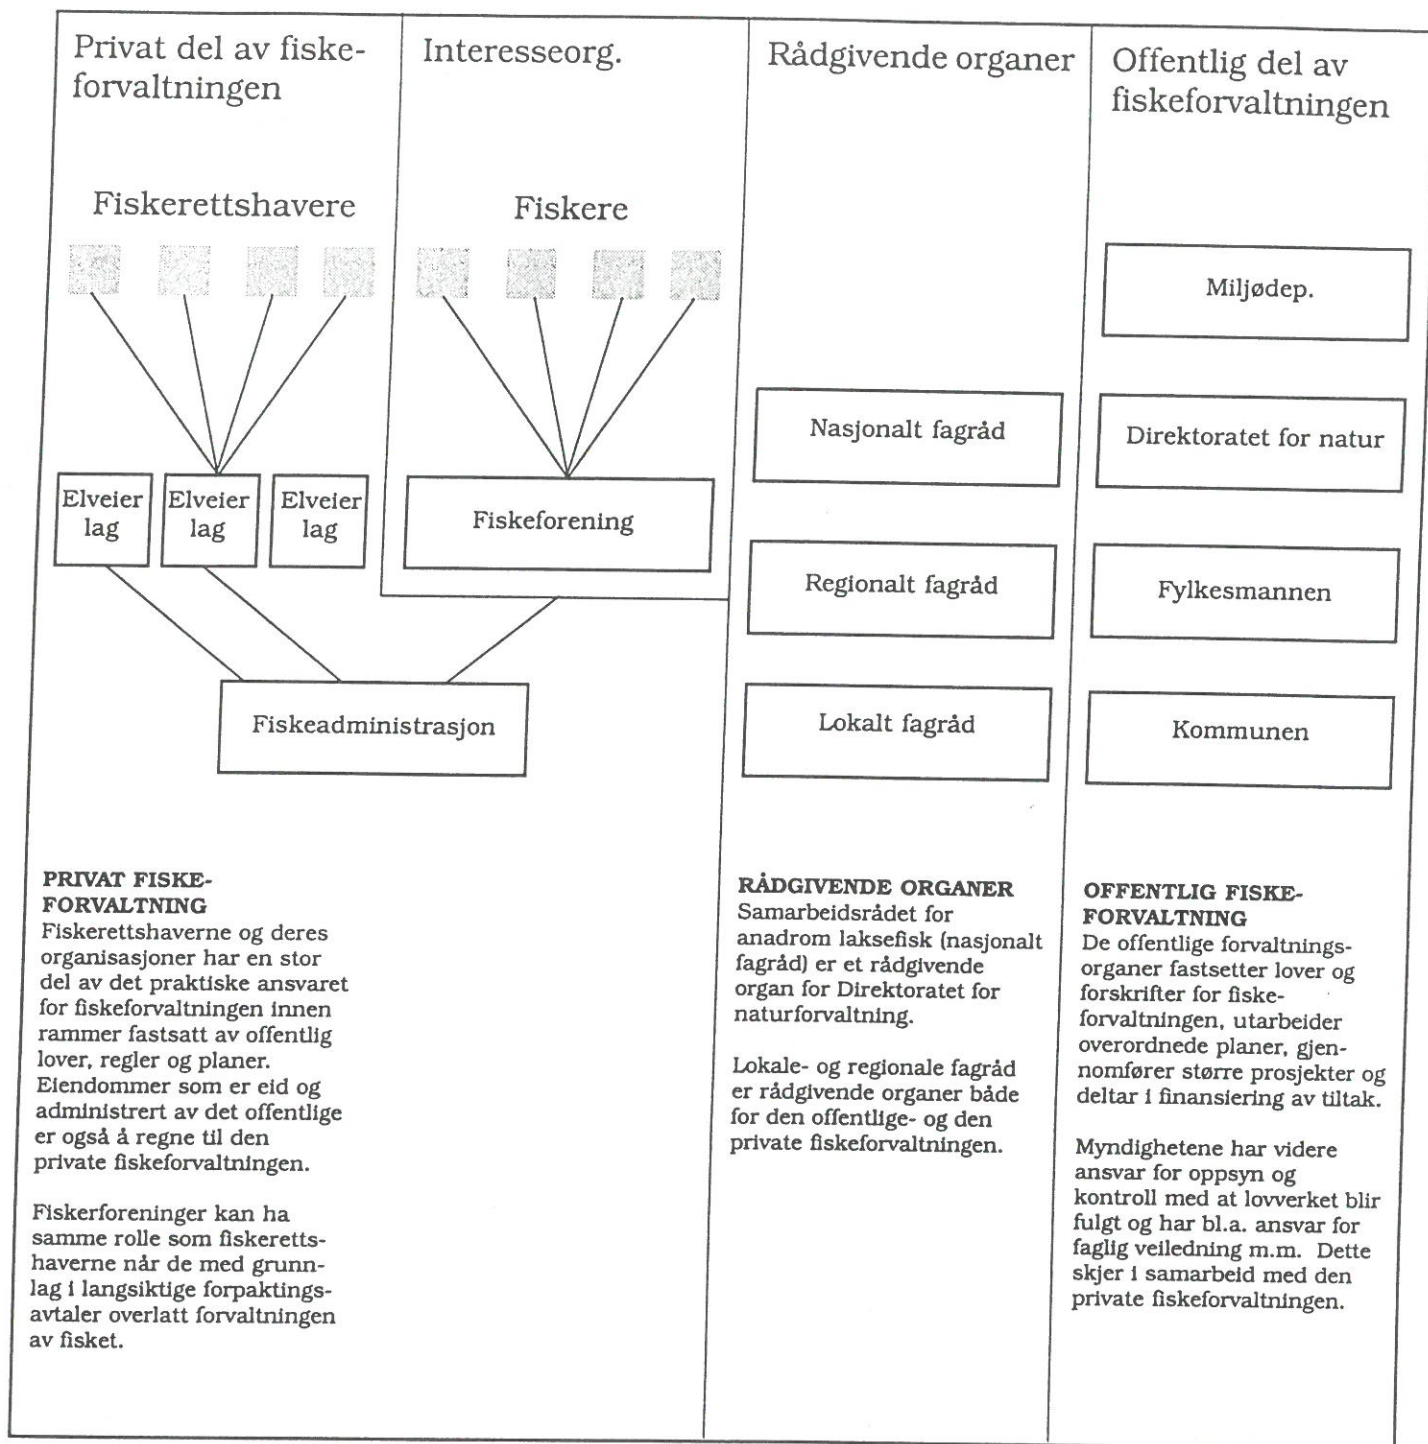 Privat del av fiske-
forvaltningen
Interesseorg.
Rådgivende organer
Offentlig del av
fiskeforvaltningen
Fiskerettshavere
Fiskere
Miljødep.
Nasjonalt fagråd
Direktoratet for natur
Elveier
lag
Elveier
lag
Elveier
lag
Fiskeforening
Regionalt fagråd
Fylkesmannen
Fiskeadministrasjon
Lokalt fagråd
Kommunen
PRIVAT FISKE-
FORVALTNING
Fiskerettshaverne og deres
organisasjoner har en stor
del av det praktiske ansvaret
for fiskeforvaltningen innen
rammer fastsatt av offentlig
lover, regler og planer.
Eiendommer som er eid og
administrert av det offentlige
er også å regne til den
private fiskeforvaltningen.
Fiskerforeninger kan ha
samme rolle som fiskeretts-
haverne når de med grunn-
lag i langsiktige forpaktings-
avtaler overlatt forvaltningen
av fisket.
RÅDGIVENDE ORGANER
Samarbeidsrådet for
anadrom laksefisk (nasjonalt
fagråd) er et rådgivende
organ for Direktoratet for
naturforvaltning.
Lokale- og regionale fagråd
er rådgivende organer både
for den offentlige- og den
private fiskeforvaltningen.
OFFENTLIG FISKE-
FORVALTNING
De offentlige forvaltnings-
organer fastsetter lover og
forskrifter for fiske-
forvaltningen, utarbeider
overordnede planer, gjen-
nomfører større prosjekter og
deltar i finansiering av tiltak.
Myndighetene har videre
ansvar for oppsyn og
kontroll med at lovverket blir
fulgt og har bl.a. ansvar for
faglig veiledning m.m. Dette
skjer i samarbeid med den
private fiskeforvaltningen.